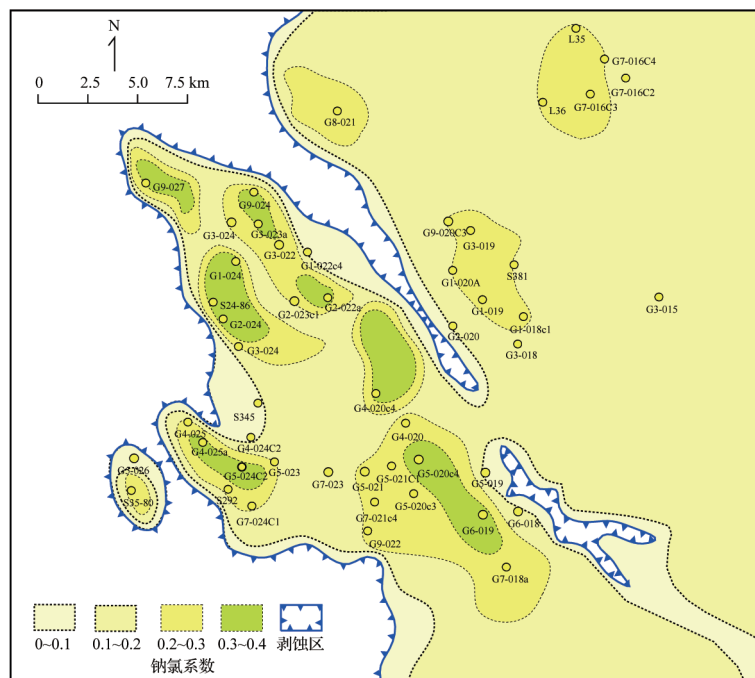 N
0 2.5 5.0 7.5 km
L35
G7-016C4
G7-016C2
G7-016C3
L36
G8-021
G9-027
G9-024
G3-024
G3-023a
G3-022
G1-022c4
G9-020C3
G3-019
S381
G1-020A
G1-024
S24-86
G2-024
G2-023c1
G2-022a
G1-019
G1-018c1
G3-015
G2-020
G3-018
G3-024
S345
G4-020c4
G4-025
G4-025a
G4-024C2
G4-020
G5-026
G5-024C2
G5-023
G7-023
G5-021
G5-021C1
G5-020c4
G5-019
S35-80
S292
G7-024C1
G7-021c4
G5-020c3
G6-019
G6-018
G9-022
G7-018a
0~0.1 0.1~0.2 0.2~0.3 0.3~0.4 剥蚀区
钠氯系数